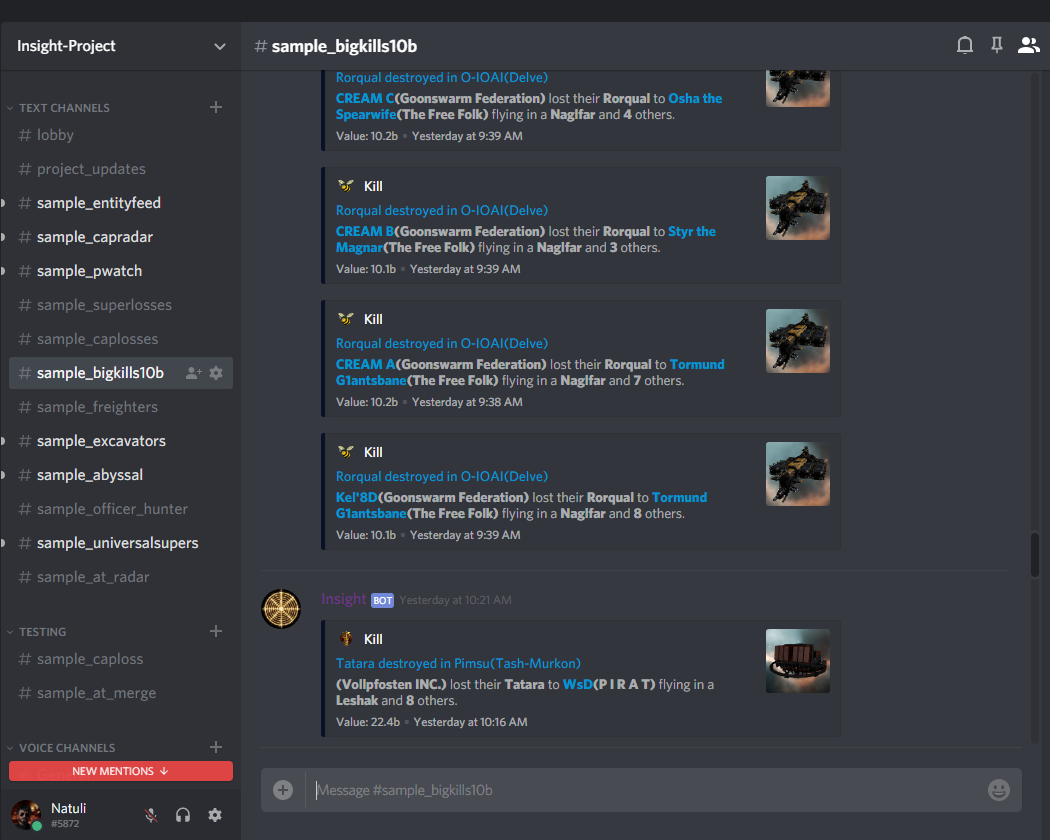 Insight-Project
# sample_bigkills10b
TEXT CHANNELS
# lobby
# project_updates
# sample_entityfeed
# sample_capradar
# sample_pwatch
# sample_superlosses
# sample_caplosses
# sample_bigkills10b
# sample_freighters
# sample_excavators
# sample_abyssal
# sample_officer_hunter
# sample_universalsupers
# sample_at_radar
TESTING
# sample_caploss
# sample_at_merge
VOICE CHANNELS
NEW MENTIONS ↓
Natuli
#5872
Rorqual destroyed in O-IOAI(Delve)
CREAM C(Goonswarm Federation) lost their Rorqual to Osha the
Spearwife(The Free Folk) flying in a Naglfar and 4 others.
Value: 10.2b • Yesterday at 9:39 AM
Kill
Rorqual destroyed in O-IOAI(Delve)
CREAM B(Goonswarm Federation) lost their Rorqual to Styr the
Magnar(The Free Folk) flying in a Naglfar and 3 others.
Value: 10.1b • Yesterday at 9:39 AM
Kill
Rorqual destroyed in O-IOAI(Delve)
CREAM A(Goonswarm Federation) lost their Rorqual to Tormund
G1antsbane(The Free Folk) flying in a Naglfar and 7 others.
Value: 10.2b • Yesterday at 9:38 AM
Kill
Rorqual destroyed in O-IOAI(Delve)
Kel'8D(Goonswarm Federation) lost their Rorqual to Tormund
G1antsbane(The Free Folk) flying in a Naglfar and 8 others.
Value: 10.1b • Yesterday at 9:39 AM
Insight BOT Yesterday at 10:21 AM
Kill
Tatara destroyed in Pimsu(Tash-Murkon)
(Vollpfosten INC.) lost their Tatara to WsD(P I R A T) flying in a
Leshak and 8 others.
Value: 22.4b • Yesterday at 10:16 AM
Message #sample_bigkills10b